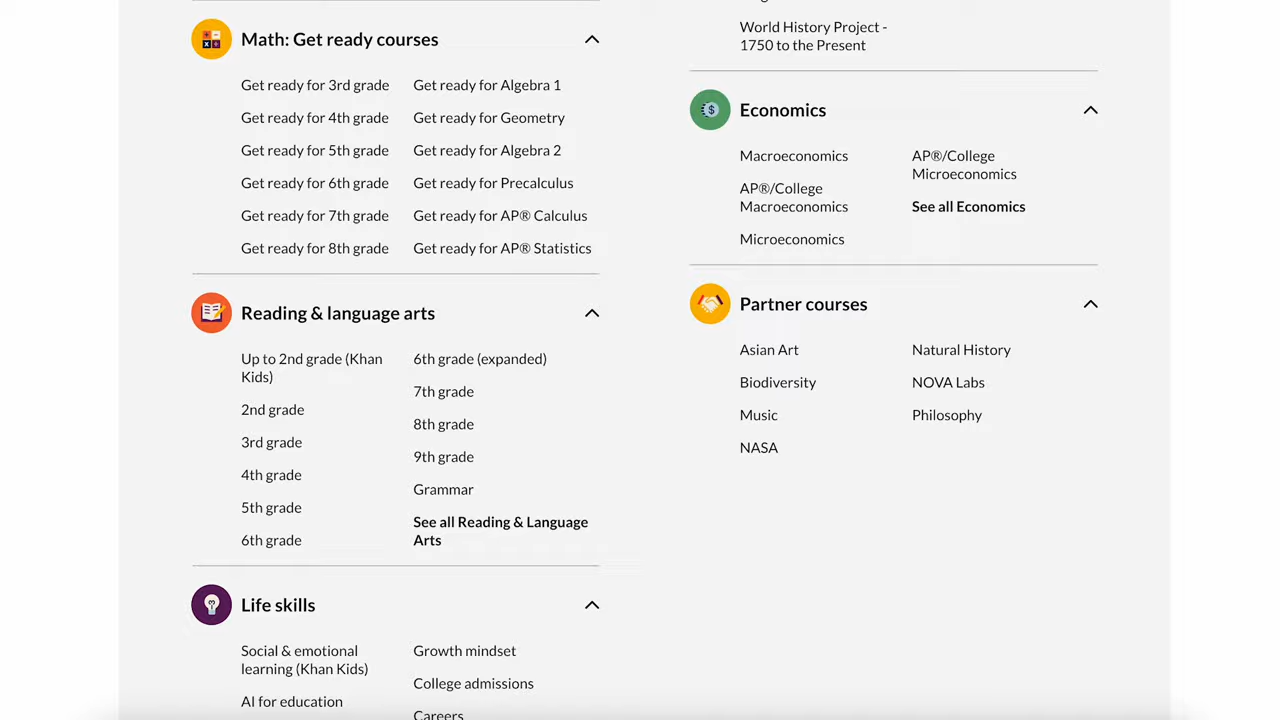 Math: Get ready courses
Get ready for 3rd grade
Get ready for 4th grade
Get ready for 5th grade
Get ready for 6th grade
Get ready for 7th grade
Get ready for 8th grade
Get ready for Algebra 1
Get ready for Geometry
Get ready for Algebra 2
Get ready for Precalculus
Get ready for AP® Calculus
Get ready for AP® Statistics
Reading & language arts
Up to 2nd grade (Khan
Kids)
2nd grade
3rd grade
4th grade
5th grade
6th grade
6th grade (expanded)
7th grade
8th grade
9th grade
Grammar
See all Reading & Language
Arts
Life skills
Social & emotional
learning (Khan Kids)
AI for education
Growth mindset
College admissions
Careers
World History Project -
1750 to the Present
Economics
Macroeconomics
AP®/College
Macroeconomics
Microeconomics
AP®/College
Microeconomics
See all Economics
Partner courses
Asian Art
Biodiversity
Music
NASA
Natural History
NOVA Labs
Philosophy